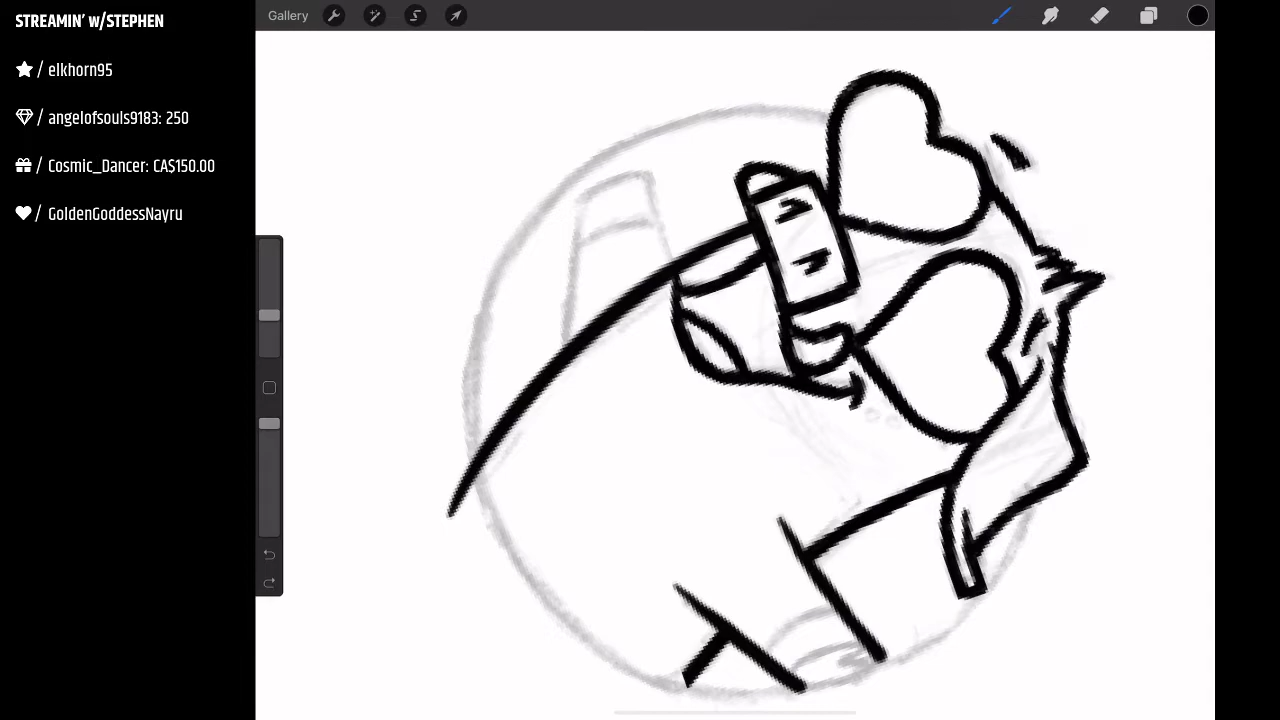 STREAMIN' w/STEPHEN
Gallery
/ elkhorn95
/ angelofsouls9183: 250
/ Cosmic_Dancer: CA$150.00
/ GoldenGoddessNayru